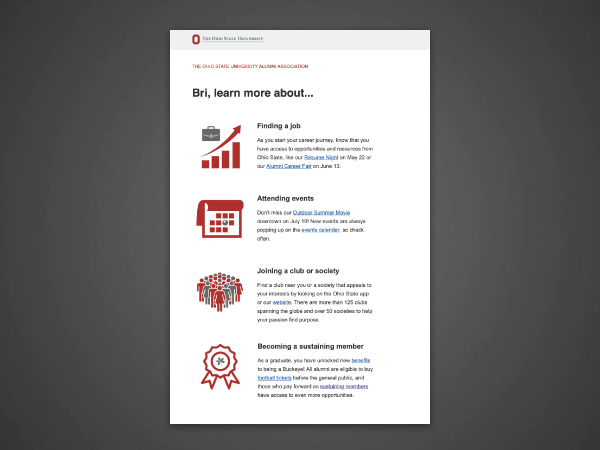 THE OHIO STATE UNIVERSITY
THE OHIO STATE UNIVERSITY ALUMNI ASSOCIATION
Bri, learn more about...
Finding a job
As you start your career journey, know that you
have access to opportunities and resources from
Ohio State, like our Resume Night on May 22 or
our Alumni Career Fair on June 13.
Attending events
Don't miss our Outdoor Summer Movie
downtown on July 10! New events are always
popping up on the events calender, so check
often.
Joining a club or society
Find a club near you or a society that appeals to
your interests by looking on the Ohio State app
or our website. There are more than 125 clubs
spanning the globe and over 50 societies to help
your passion find purpose.
Becoming a sustaining member
As a graduate, you have unlocked new benefits
to being a Buckeye! All alumni are eligible to buy
football tickets before the general public, and
those who pay forward as sustaining members
have access to even more opportunities.